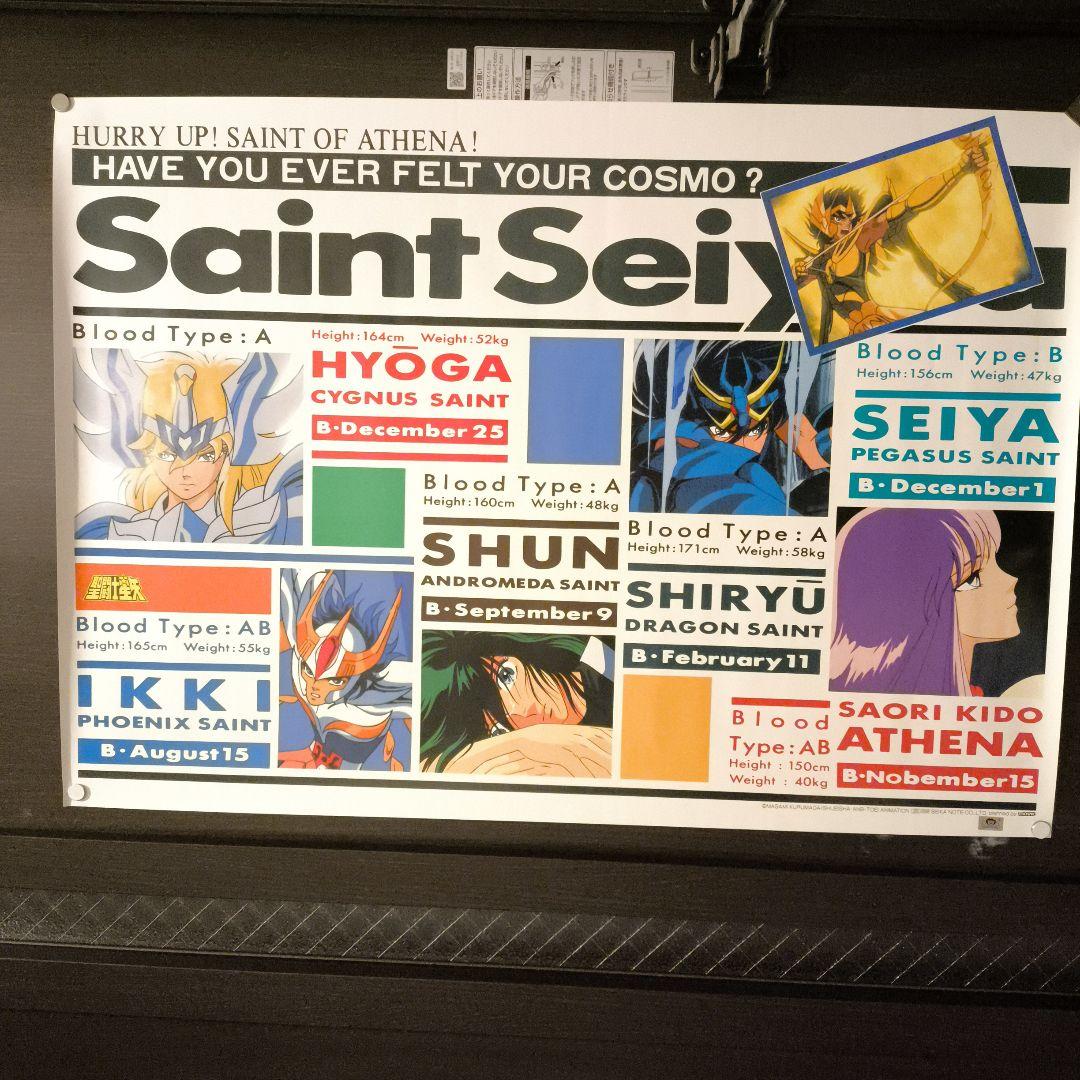 HURRY UP! SAINT OF ATHENA!
HAVE YOU EVER FELT YOUR COSMO ?
Saint Seiya
Blood Type:A
Height:164cm Weight:52kg
HYŌGA
CYGNUS SAINT
B·December 25
Blood Type:B
Height:156cm Weight:47kg
SEIYA
PEGASUS SAINT
B·December 1
Blood Type:A
Height:160cm Weight:48kg
SHUN
ANDROMEDA SAINT
B·September 9
Blood Type:A
Height:171cm Weight:58kg
SHIRYŪ
DRAGON SAINT
B·February 11
聖闘士星矢
Blood Type:AB
Height:165cm Weight:55kg
IKKI
PHOENIX SAINT
B·August 15
Blood
Type:AB
Height : 150cm
Weight : 40kg
SAORI KIDO
ATHENA
B·Nobember 15